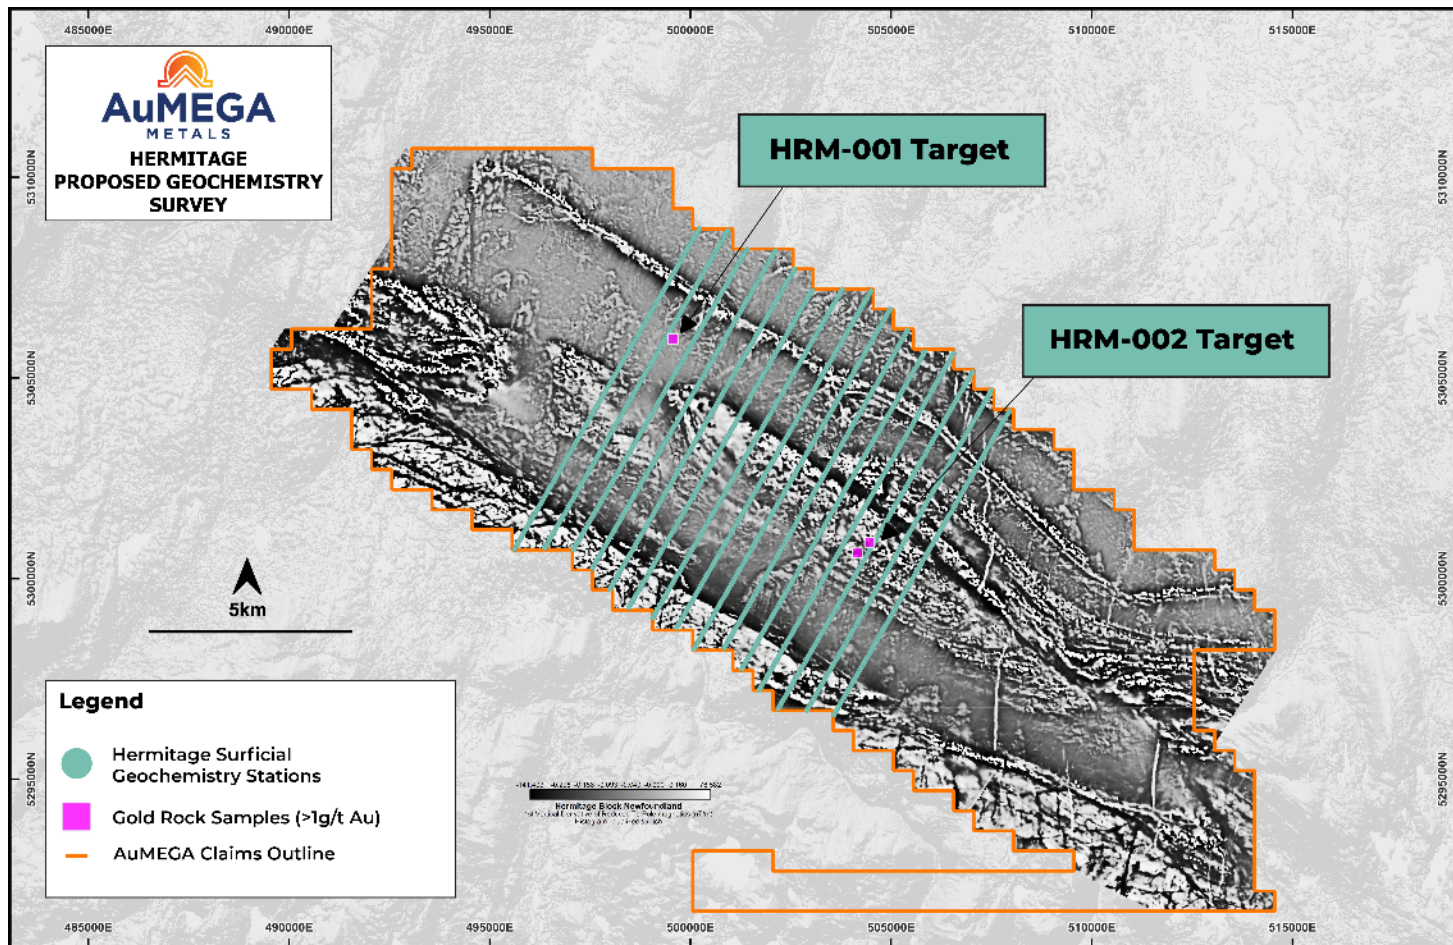 485000E 490000E 495000E 500000E 505000E 510000E 515000E
AuMEGA
METALS
HERMITAGE
PROPOSED GEOCHEMISTRY
SURVEY
HRM-001 Target
HRM-002 Target
5310000N
5310000N
5305000N
5305000N
5300000N
5300000N
5295000N
5295000N
5km
Legend
Hermitage Surficial
Geochemistry Stations
Gold Rock Samples (>1g/t Au)
AuMEGA Claims Outline
Hermitage Block Newfoundland
485000E 490000E 495000E 500000E 505000E 510000E 515000E